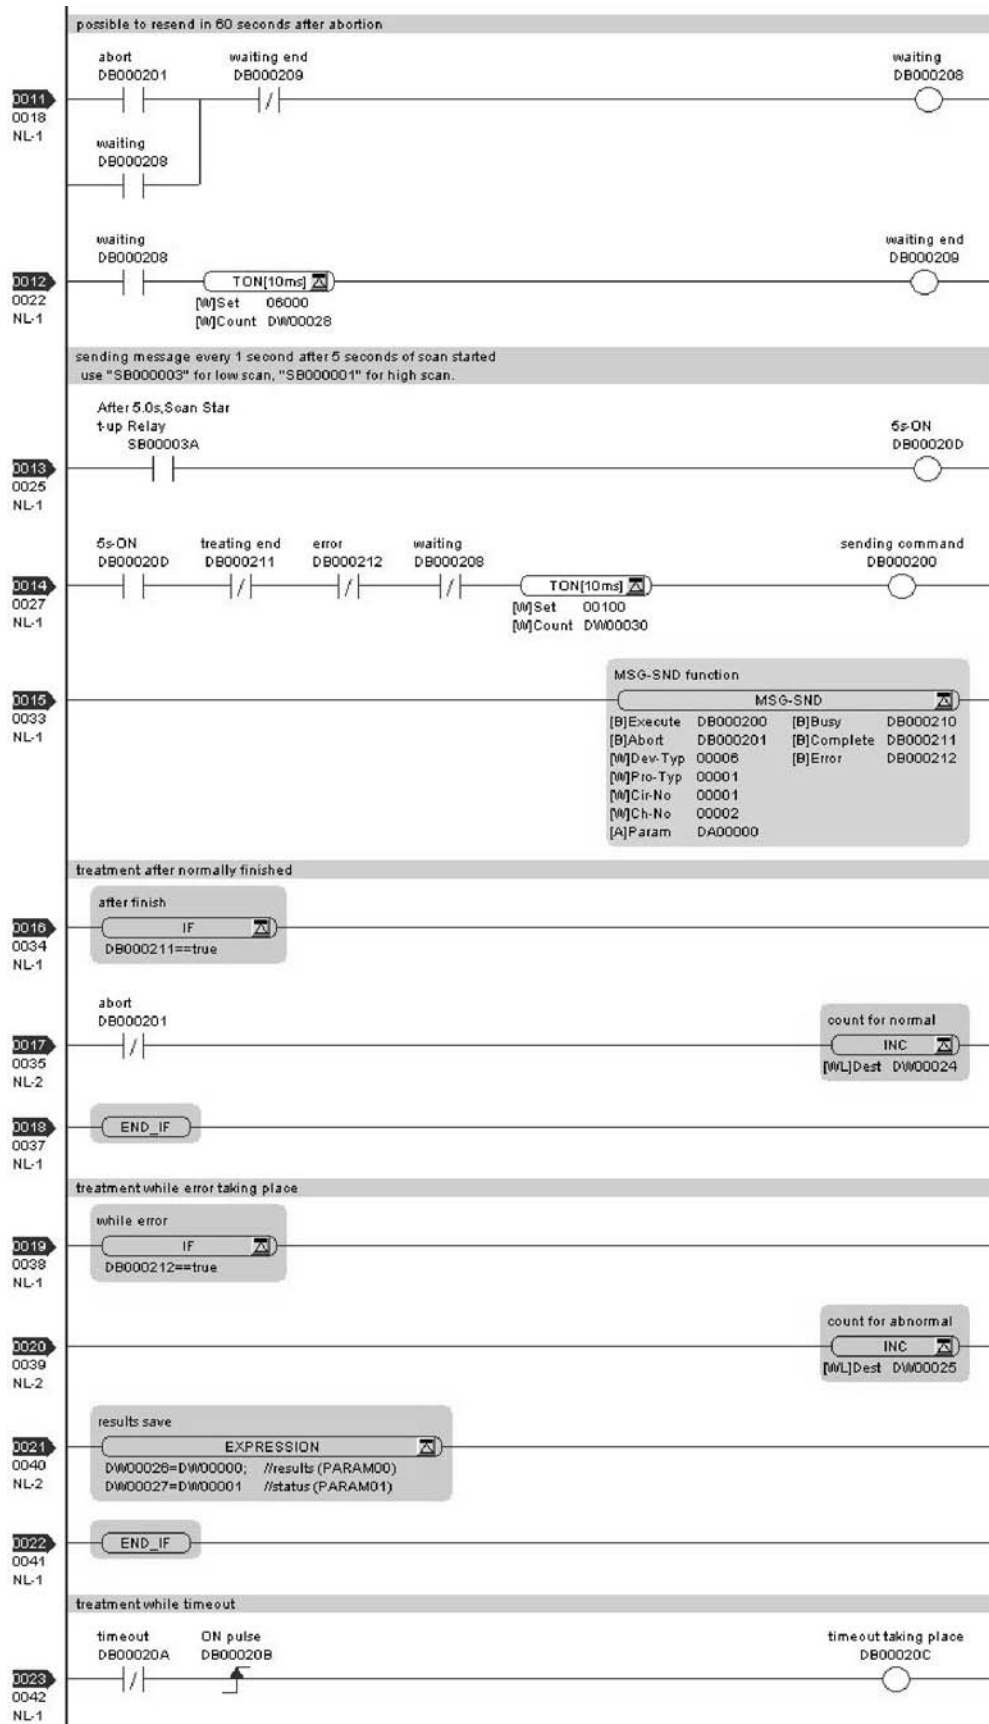 possible to resend in 60 seconds after abortion
abort
DB000201
waiting end
DB000209
waiting
DB000208
0011
0018
NL-1
waiting
DB000208
waiting
DB000208
waiting end
DB000209
0012
0022
NL-1
TON[10ms]
[W]Set 06000
[W]Count DW00028
sending message every 1 second after 5 seconds of scan started
use "SB000003" for low scan, "SB000001" for high scan.
After 5.0s,Scan Star
t-up Relay
SB00003A
5s-ON
DB00020D
0013
0025
NL-1
5s-ON
DB00020D
treating end
DB000211
error
DB000212
waiting
DB000208
sending command
DB000200
0014
0027
NL-1
TON[10ms]
[W]Set 00100
[W]Count DW00030
MSG-SND function
0015
0033
NL-1
MSG-SND
[B]Execute DB000200 [B]Busy DB000210
[B]Abort DB000201 [B]Complete DB000211
[W]Dev-Typ 00006 [B]Error DB000212
[W]Pro-Typ 00001
[W]Cir-No 00001
[W]Ch-No 00002
[A]Param DA00000
treatment after normally finished
after finish
0016
0034
NL-1
IF
DB000211==true
abort
DB000201
count for normal
0017
0035
NL-2
INC
[WL]Dest DW00024
0018
0037
NL-1
END_IF
treatment while error taking place
while error
0019
0038
NL-1
IF
DB000212==true
count for abnormal
0020
0039
NL-2
INC
[WL]Dest DW00025
results save
0021
0040
NL-2
EXPRESSION
DW00026=DW00000; //results (PARAM00)
DW00027=DW00001 //status (PARAM01)
0022
0041
NL-1
END_IF
treatment while timeout
timeout
DB00020A
ON pulse
DB00020B
timeout taking place
DB00020C
0023
0042
NL-1